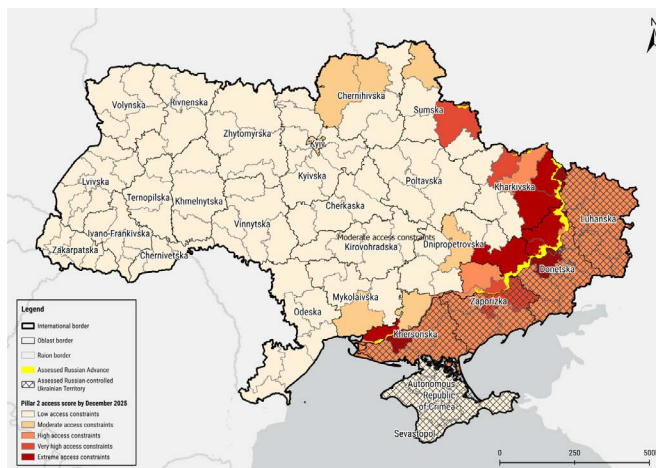 N
Volynska
Rivnenska
Chernihivska
Sumska
Zhytomyrska
Kyiv
Kyivska
Lvivska
Ternopilska
Khmelnytska
Poltavska
Kharkivska
Cherkaska
Luhanska
Ivano-Frankivska
Vinnytska
Zakarpatska
Chernivetska
Moderate access constraints
Kirovohradska
Dnipropetrovska
Donetska
Zaporizka
Mykolaivska
Odeska
Khersonska
Autonomous
Republic
of Crimea
Sevastopol
Legend
International border
Oblast border
Raion border
Assessed Russian Advance
Assessed Russian-controlled
Ukrainian Territory
Pillar 2 access score by December 2025
Low access constraints
Moderate access constraints
High access constraints
Very high access constraints
Extreme access constraints
0
250